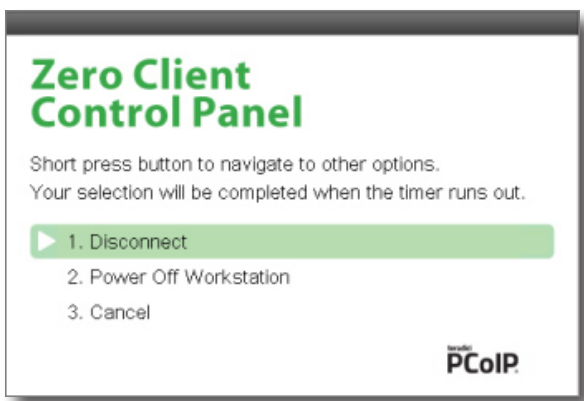 Zero Client
Control Panel
Short press button to navigate to other options.
Your selection will be completed when the timer runs out.
1. Disconnect
2. Power Off Workstation
3. Cancel
teradici
PCoIP